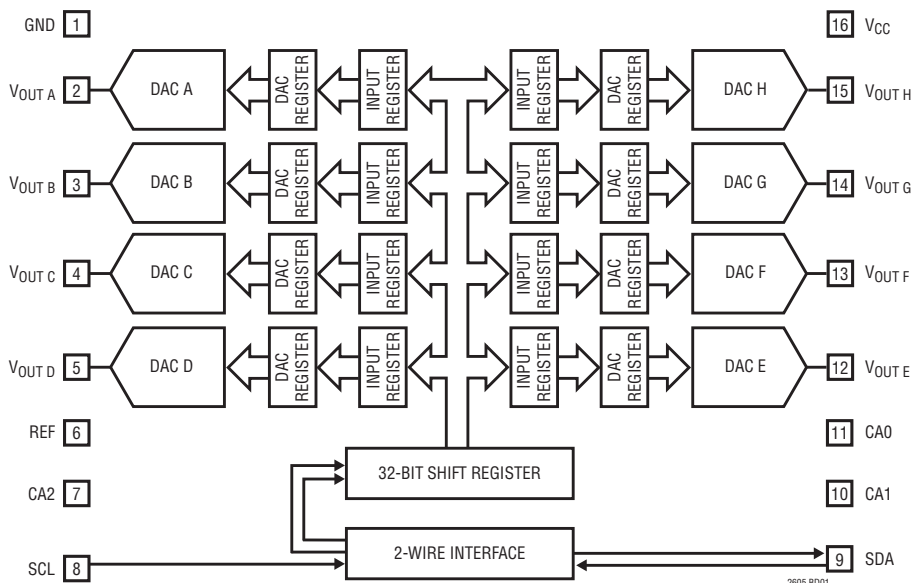 GND 1
16 VCC
VOUT A 2
DAC A
DAC REGISTER
INPUT REGISTER
INPUT REGISTER
DAC REGISTER
DAC H
15 VOUT H
VOUT B 3
DAC B
DAC REGISTER
INPUT REGISTER
INPUT REGISTER
DAC REGISTER
DAC G
14 VOUT G
VOUT C 4
DAC C
DAC REGISTER
INPUT REGISTER
INPUT REGISTER
DAC REGISTER
DAC F
13 VOUT F
VOUT D 5
DAC D
DAC REGISTER
INPUT REGISTER
INPUT REGISTER
DAC REGISTER
DAC E
12 VOUT E
REF 6
11 CA0
32-BIT SHIFT REGISTER
CA2 7
10 CA1
2-WIRE INTERFACE
SCL 8
9 SDA
2605 BD01